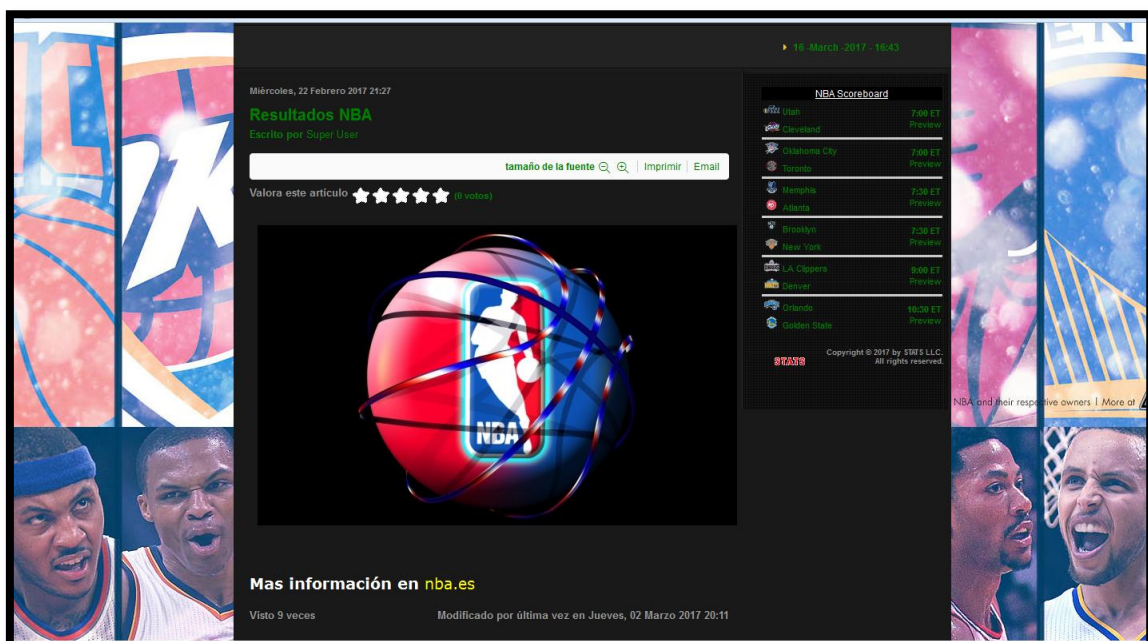 16 -March -2017 - 16:43
Miércoles, 22 Febrero 2017 21:27
Resultados NBA
Escrito por Super User
tamaño de la fuente Imprimir Email
Valora este artículo (0 votos)
NBA
Mas información en nba.es
Visto 9 veces Modificado por última vez en Jueves, 02 Marzo 2017 20:11
NBA Scoreboard
Utah 7:00 ET
Cleveland Preview
Oklahoma City 7:00 ET
Toronto Preview
Memphis 7:30 ET
Atlanta Preview
Brooklyn 7:30 ET
New York Preview
LA Clippers 9:00 ET
Denver Preview
Orlando 10:30 ET
Golden State Preview
Copyright © 2017 by STATS LLC.
STATS All rights reserved.
NBA and their respective owners | More at